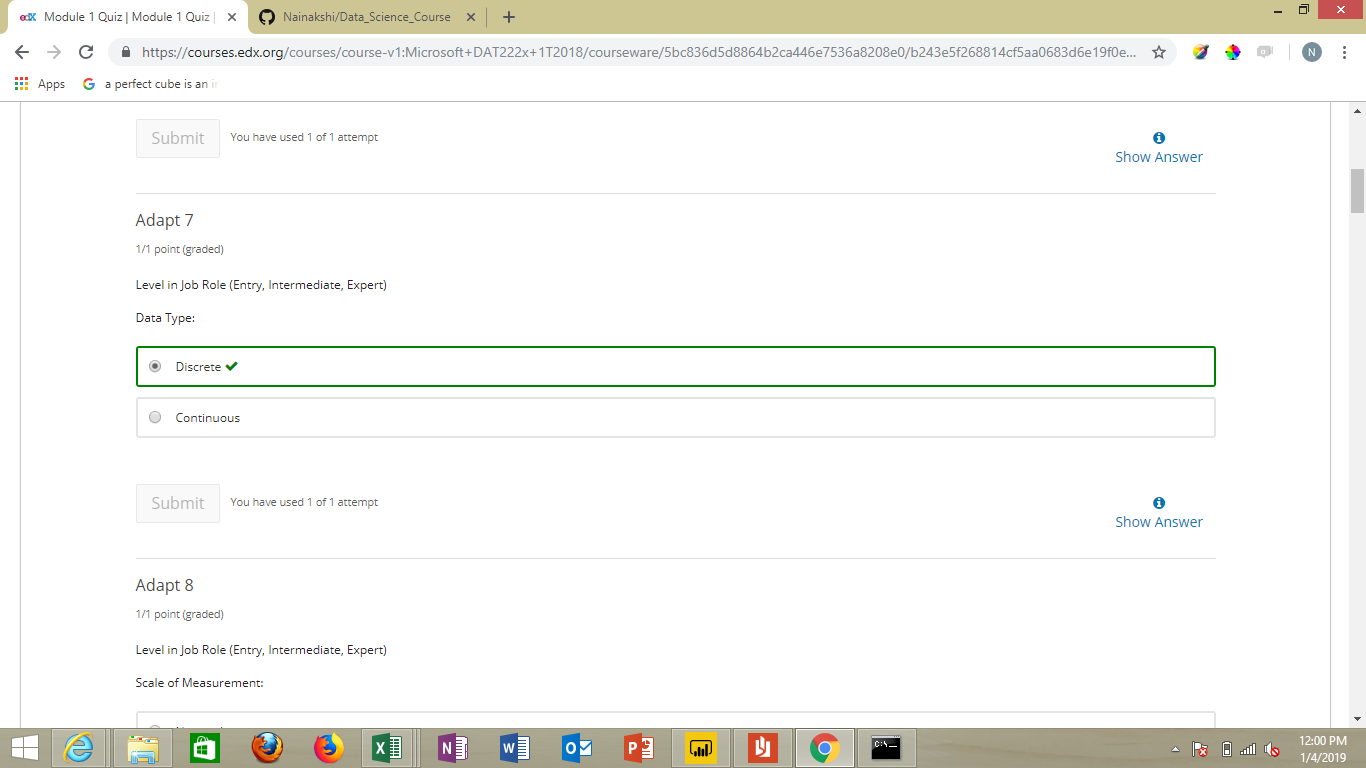 edX Module 1 Quiz | Module 1 Quiz |
Nainakshi/Data_Science_Course
https://courses.edx.org/courses/course-v1:Microsoft+DAT222x+1T2018/courseware/5bc836d5d8864b2ca446e7536a8208e0/b243e5f268814cf5aa0683d6e19f0e...
N
Apps
a perfect cube is an i
Submit
You have used 1 of 1 attempt
Show Answer
Adapt 7
1/1 point (graded)
Level in Job Role (Entry, Intermediate, Expert)
Data Type:
Discrete
Continuous
Submit
You have used 1 of 1 attempt
Show Answer
Adapt 8
1/1 point (graded)
Level in Job Role (Entry, Intermediate, Expert)
Scale of Measurement:
12:00 PM
1/4/2019